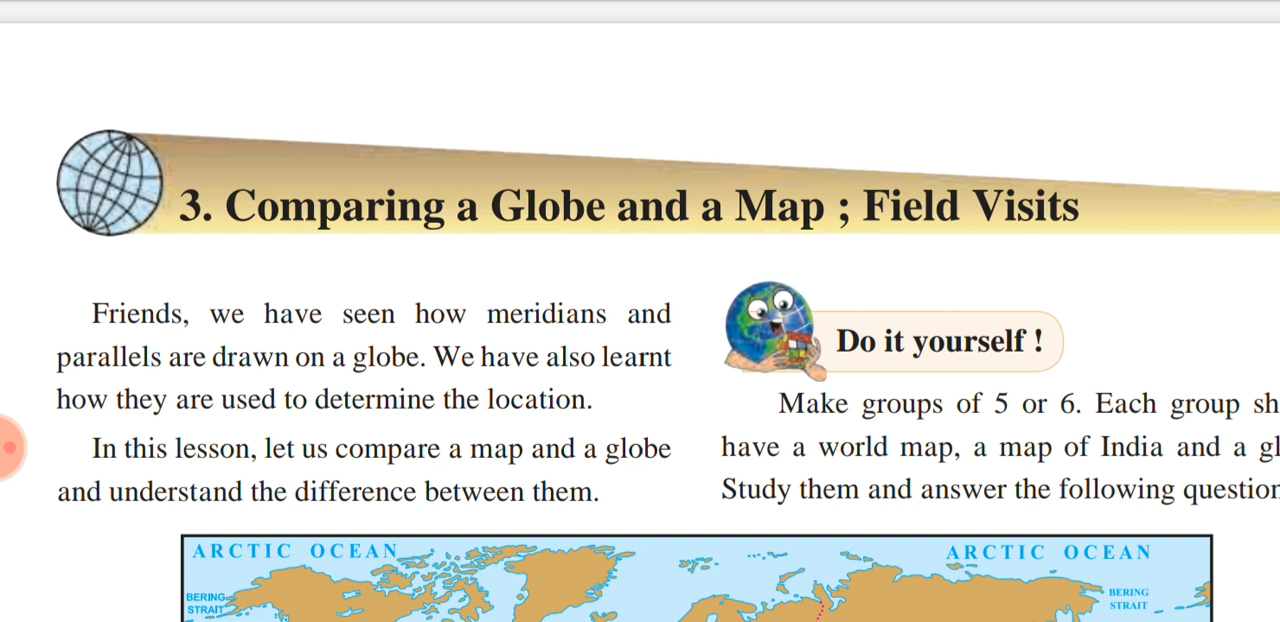 3. Comparing a Globe and a Map ; Field Visits
Friends, we have seen how meridians and
parallels are drawn on a globe. We have also learnt
how they are used to determine the location.
In this lesson, let us compare a map and a globe
and understand the difference between them.
Do it yourself !
Make groups of 5 or 6. Each group
have a world map, a map of India and a
Study them and answer the following
ARCTIC OCEAN
ARCTIC OCEAN
BERING
STRAIT
BERING
STRAIT